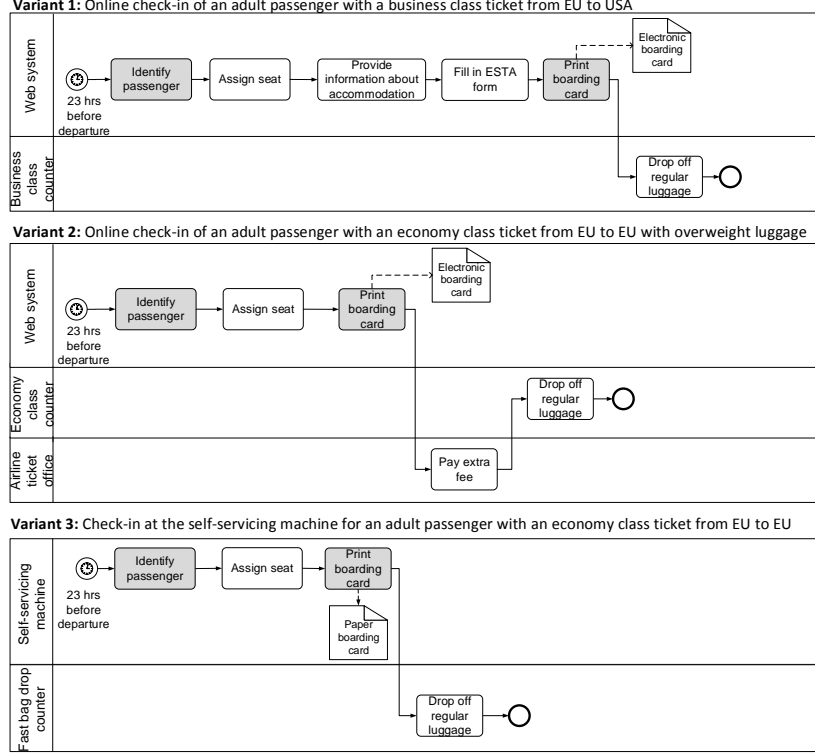 Variant 1: Online check-in of an adult passenger with a business class ticket from EU to USA
Web system
23 hrs
before
departure
Identify
passenger
Assign seat
Provide
information about
accommodation
Fill in ESTA
form
Print
boarding
card
Electronic
boarding
card
Business
class
counter
Drop off
regular
luggage
Variant 2: Online check-in of an adult passenger with an economy class ticket from EU to EU with overweight luggage
Web system
23 hrs
before
departure
Identify
passenger
Assign seat
Print
boarding
card
Electronic
boarding
card
Economy
class
counter
Drop off
regular
luggage
Airline
ticket
office
Pay extra
fee
Variant 3: Check-in at the self-servicing machine for an adult passenger with an economy class ticket from EU to EU
Self-servicing
machine
23 hrs
before
departure
Identify
passenger
Assign seat
Print
boarding
card
Paper
boarding
card
Fast bag drop
counter
Drop off
regular
luggage